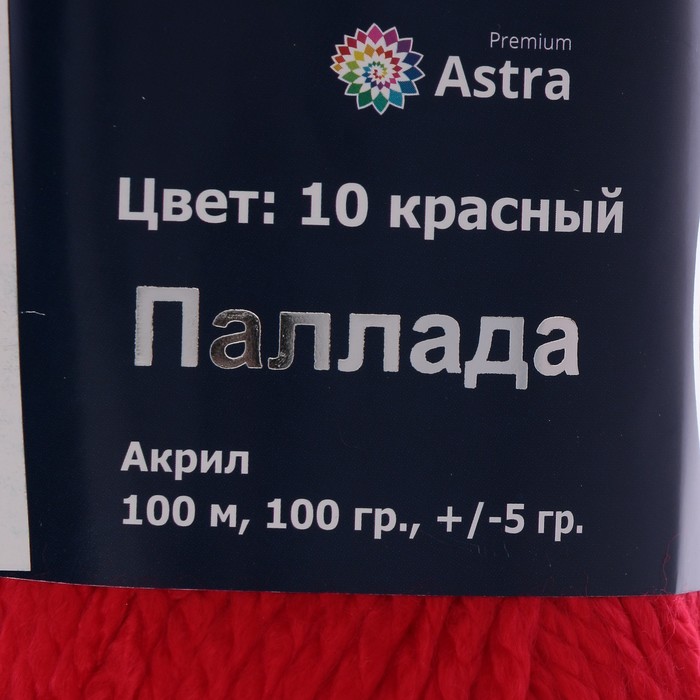 Premium
Astra
Цвет: 10 красный
Паллада
Акрил
100 м, 100 гр., +/-5 гр.